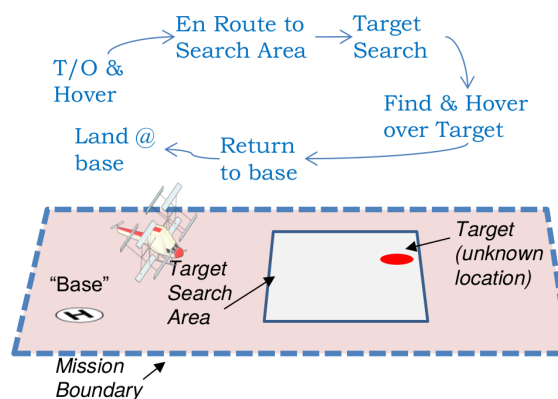 T/O &
Hover
En Route to
Search Area
Target
Search
Find & Hover
over Target
Return
to base
Land @
base
Target
(unknown
location)
Target
Search
Area
“Base”
H
Mission
Boundary